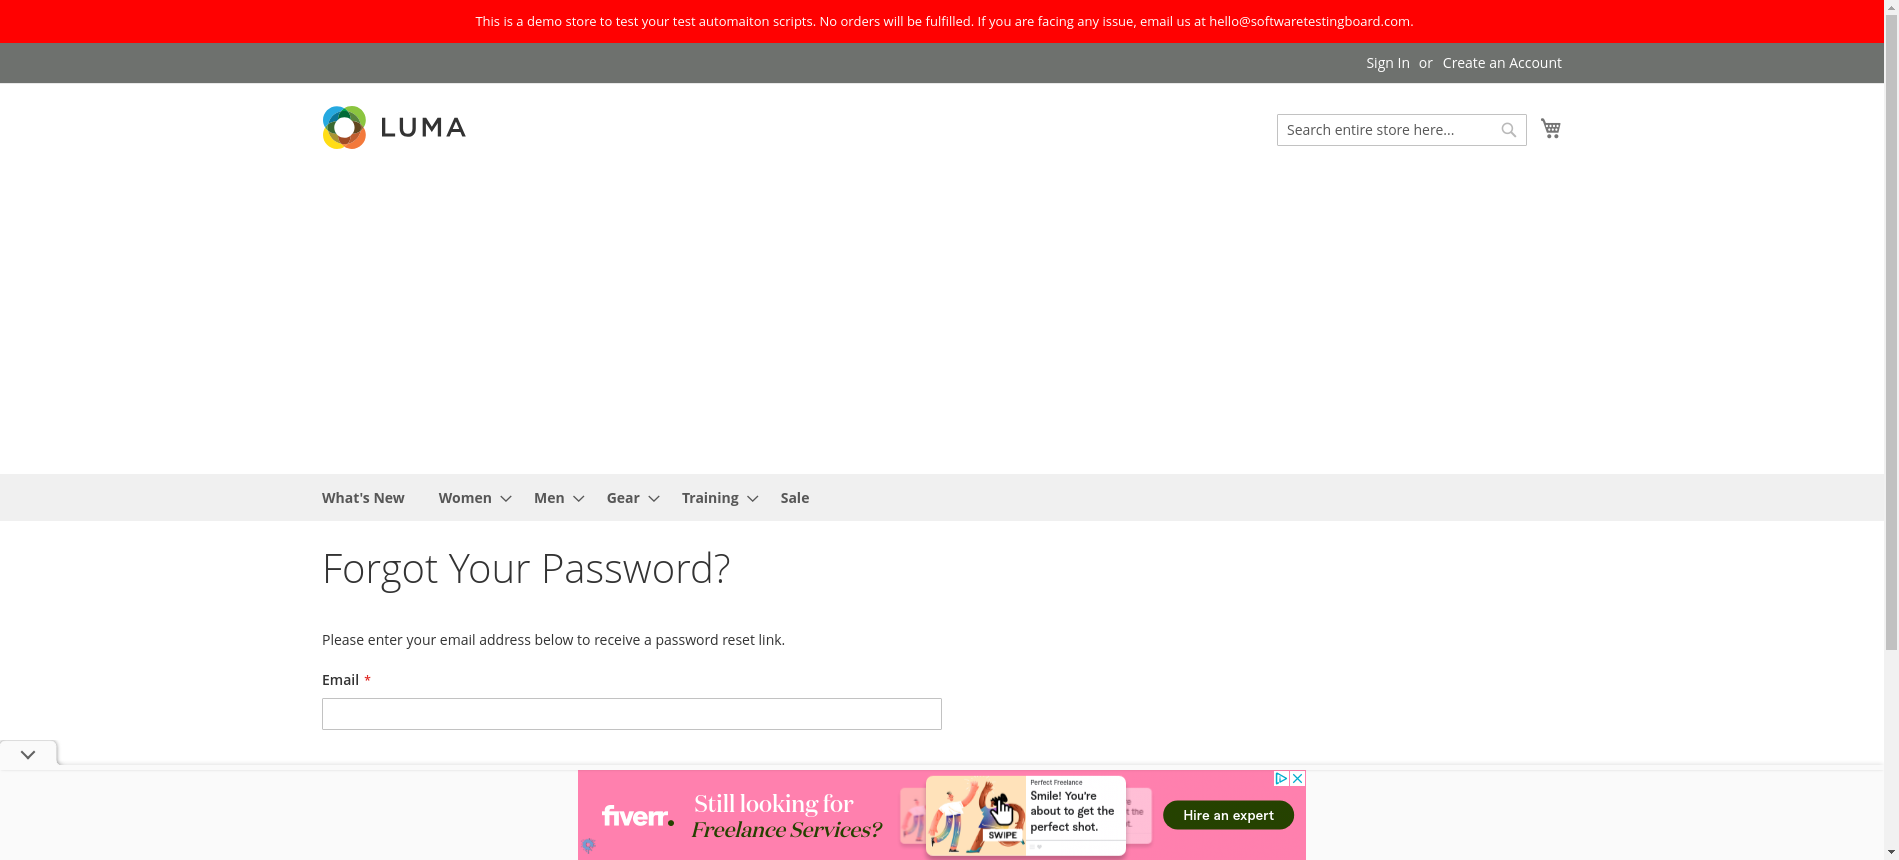 This is a demo store to test your test automaiton scripts. No orders will be fulfilled. If you are facing any issue, email us at hello@softwaretestingboard.com.
Sign In or Create an Account
LUMA
Search entire store here...
What's New Women Men Gear Training Sale
Forgot Your Password?
Please enter your email address below to receive a password reset link.
Email *
fiverr.
Still looking for
Freelance Services?
SWIPE
Perfect Freelance
Smile! You're
about to get the
perfect shot.
Hire an expert